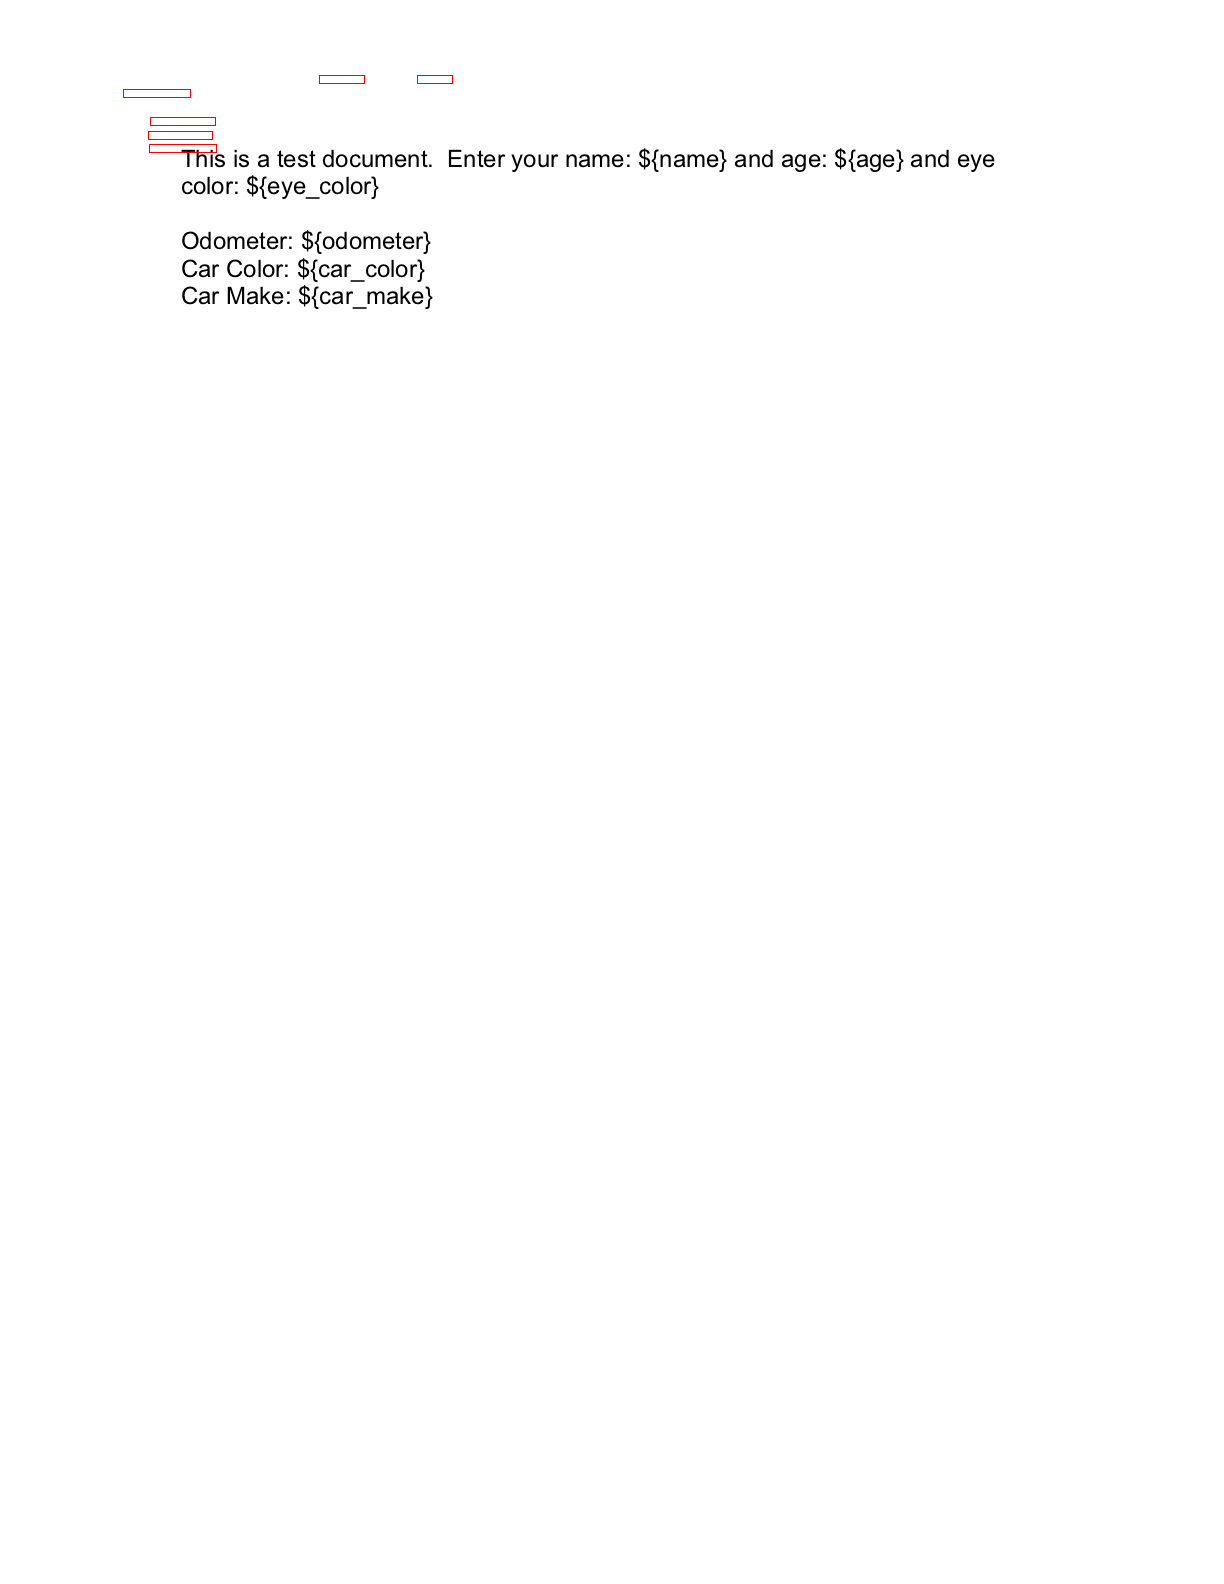 This is a test document.  Enter your name: ${name} and age: ${age} and eye
color: ${eye_color}
Odometer: ${odometer}
Car Color: ${car_color}
Car Make: ${car_make}